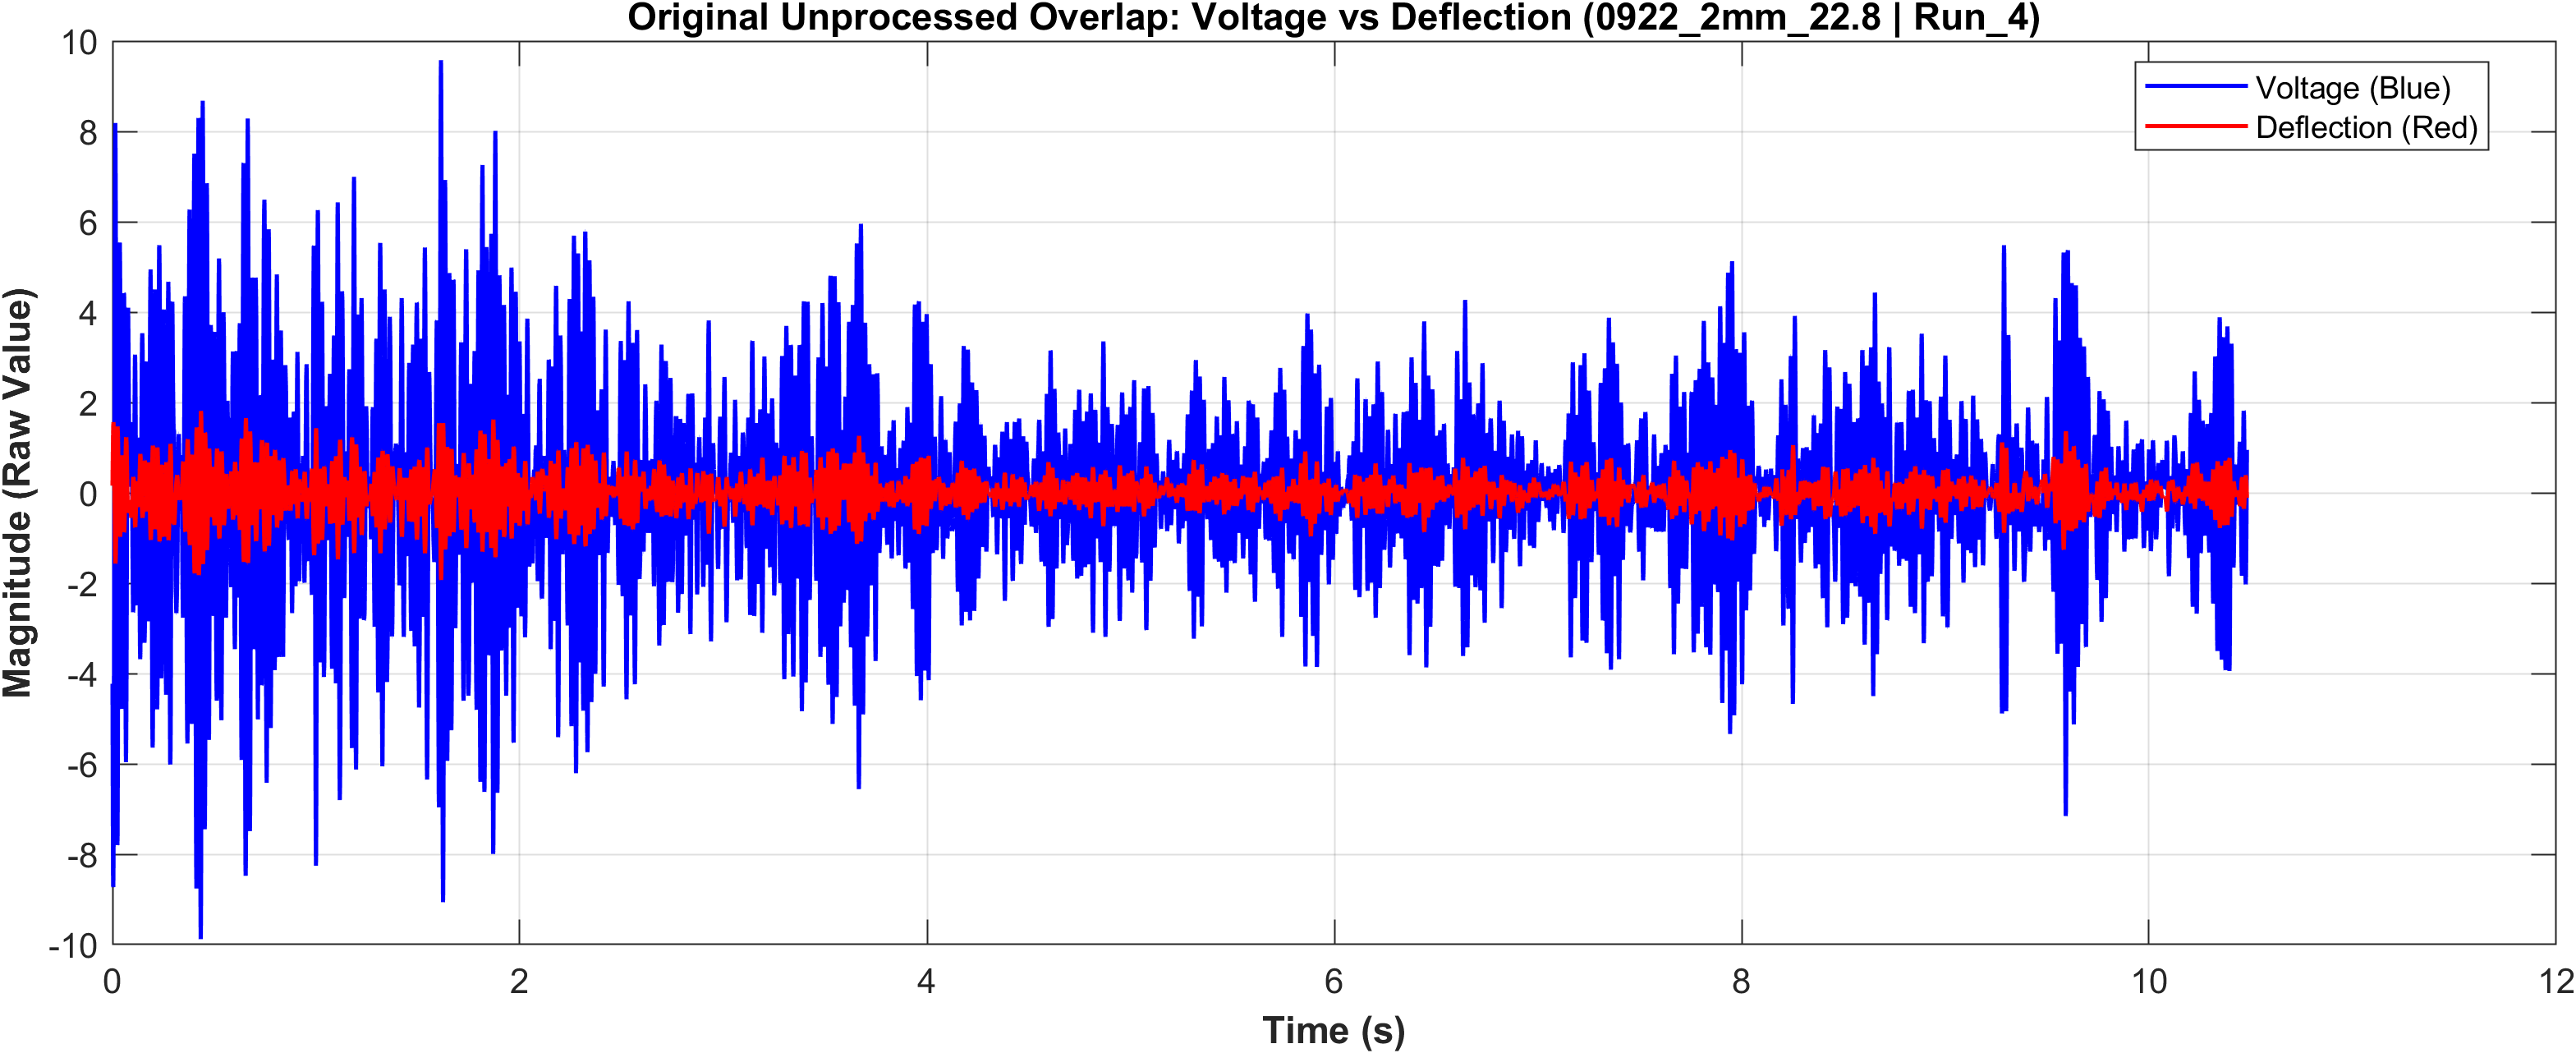 Original Unprocessed Overlap: Voltage vs Deflection (0922_2mm_22.8 | Run_4)
Voltage (Blue)
Deflection (Red)
Magnitude (Raw Value)
10
8
6
4
2
0
-2
-4
-6
-8
-10
0 2 4 6 8 10 12
Time (s)